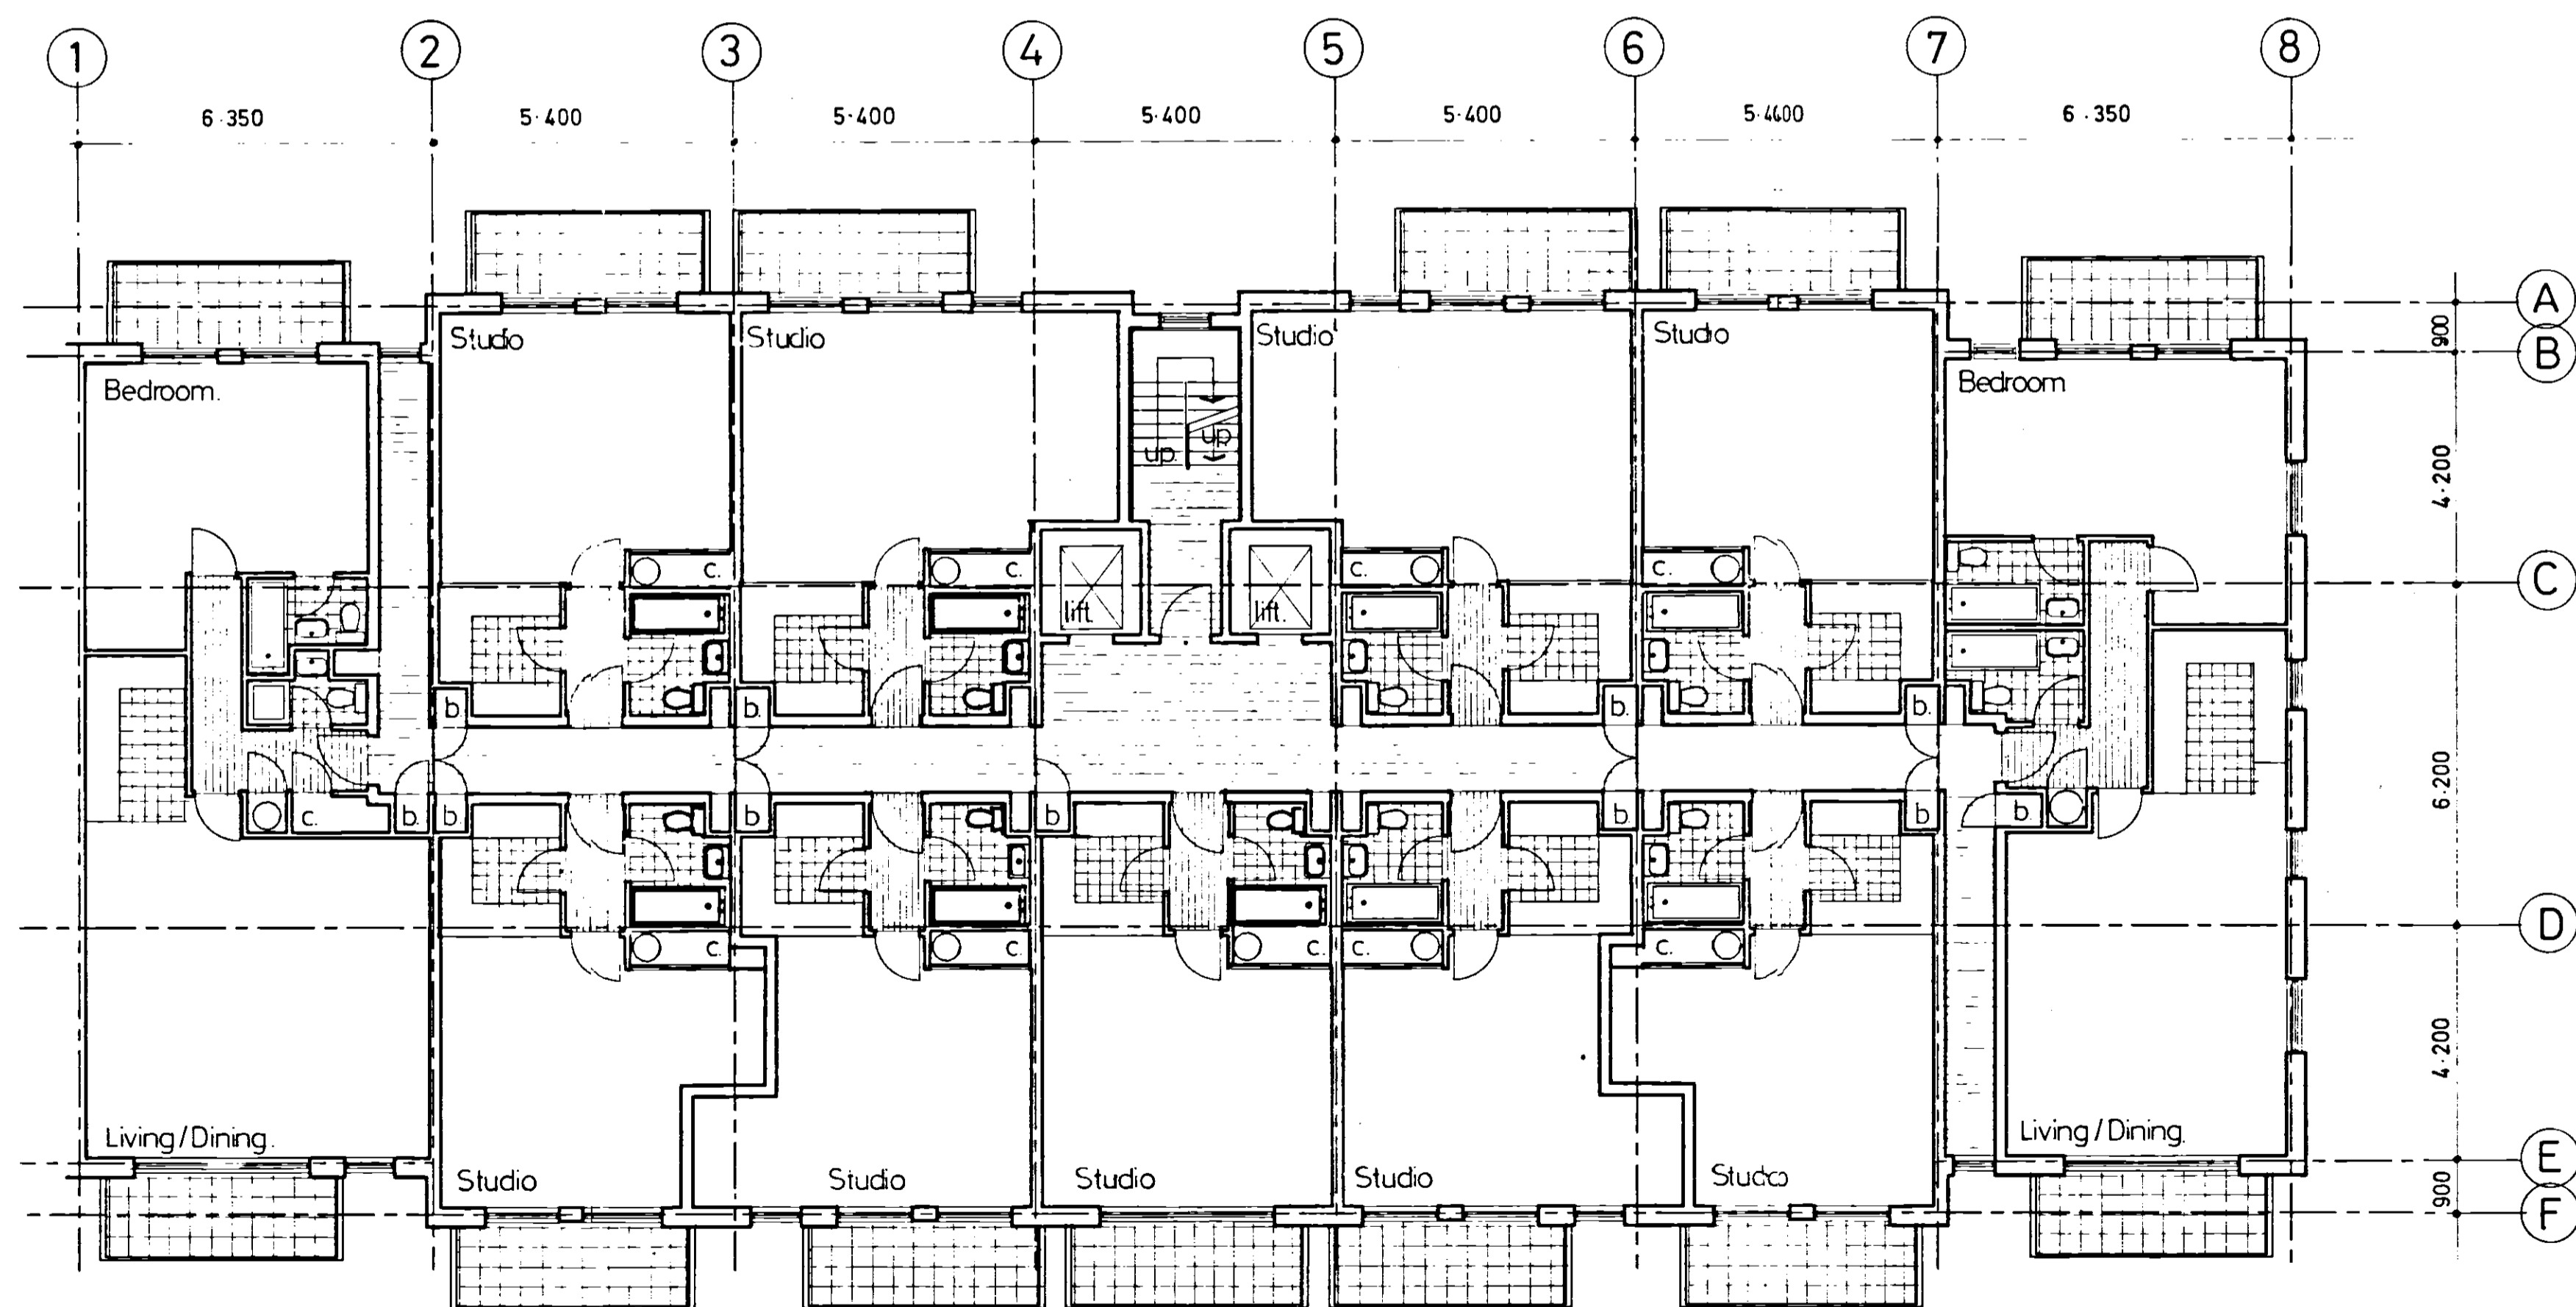 1 2 3 4 5 6 7 8
6·350 5·400 5·400 5·400 5·400 5·4400 6·350
A
900
B
Studio Studio Studio Studio
Bedroom. Bedroom
up. up
4·200
C
c. c. c. c.
lift. lift.
b. b. b. b.
6·200
c. b. b. b. b b. b b.
D
c. c. c. c. c.
4·200
Living/Dining. Living/Dining.
E
Studio Studio Studio Studio Studio
900
F